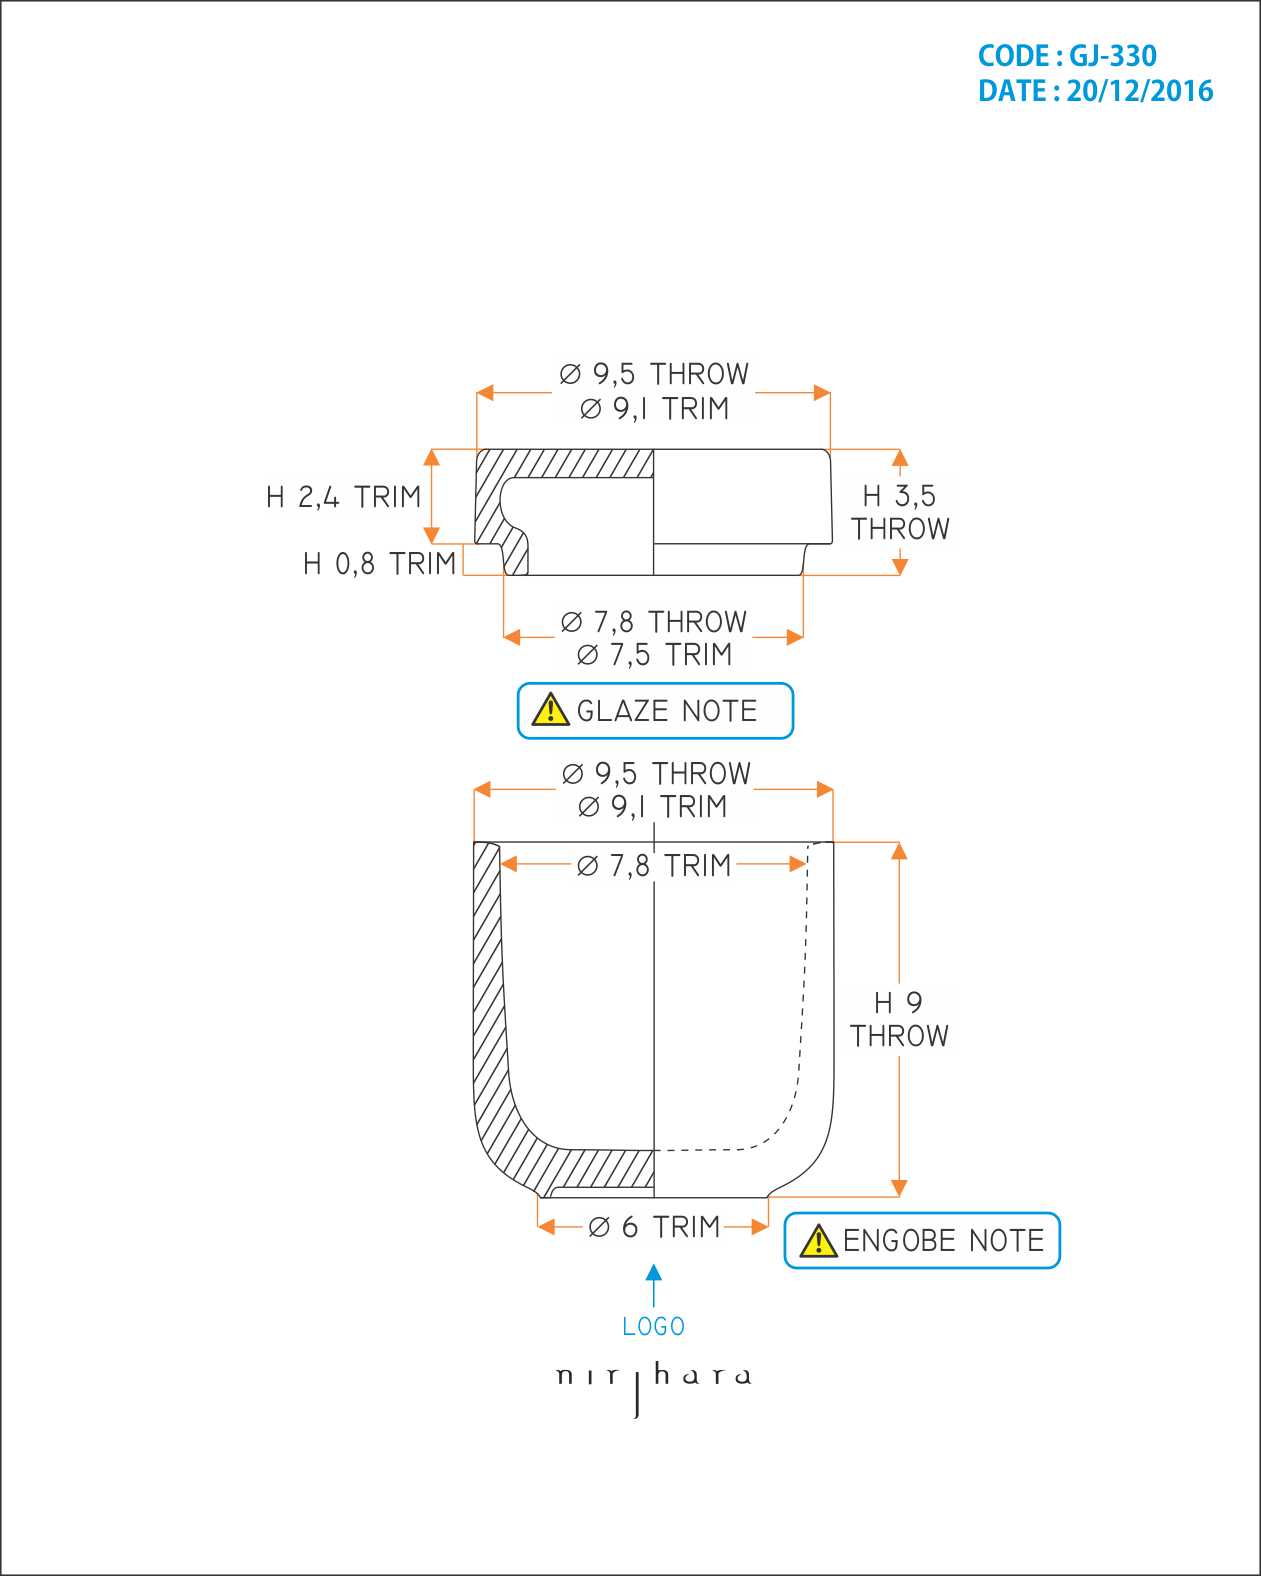 CODE : GJ-330
DATE : 20/12/2016
Ø 9,5 THROW
Ø 9,1 TRIM
H 2,4 TRIM
H 3,5
THROW
H 0,8 TRIM
Ø 7,8 THROW
Ø 7,5 TRIM
GLAZE NOTE
Ø 9,5 THROW
Ø 9,1 TRIM
Ø 7,8 TRIM
H 9
THROW
Ø 6 TRIM
ENGOBE NOTE
LOGO
nirjhara